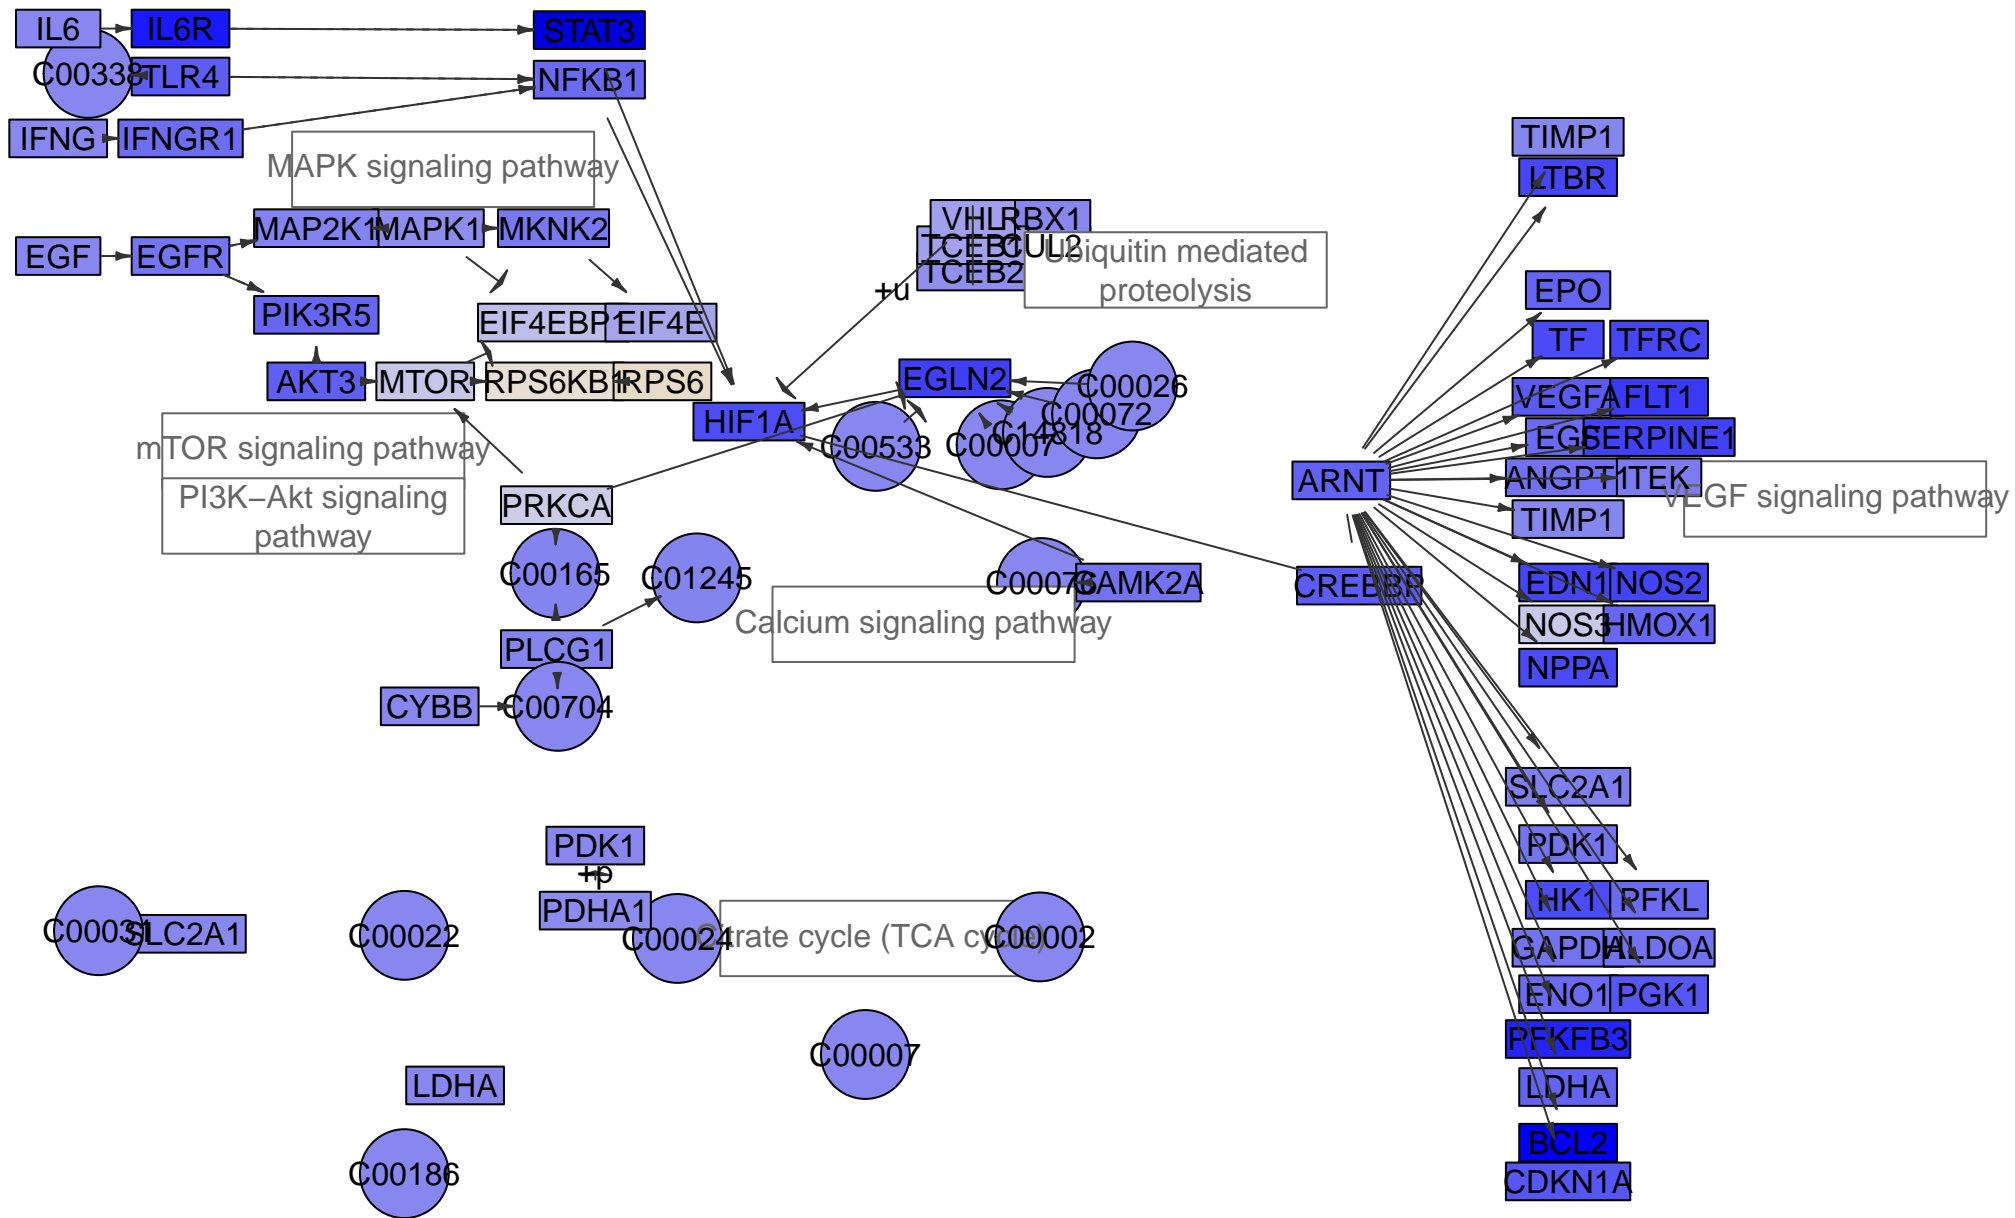 IL6
IL6R
STAT3
C00338
TLR4
NFKB1
IFNG
IFNGR1
MAPK signaling pathway
TIMP1
LTBR
MAP2K1
MAPK1
MKNK2
VHL
RBX1
EGF
EGFR
TCEB1
CUL2
TCEB2
Ubiquitin mediated
proteolysis
+u
PIK3R5
EIF4EBP1
EIF4E
EPO
TF
TFRC
AKT3
MTOR
RPS6KB1
RPS6
EGLN2
C00026
C00072
C14818
C00007
C00533
HIF1A
VEGFA
FLT1
EGF
SERPINE1
mTOR signaling pathway
PI3K–Akt signaling
pathway
PRKCA
ARNT
ANGPT1
TEK
VEGF signaling pathway
TIMP1
C00165
C01245
C00076
CAMK2A
CREBBP
EDN1
NOS2
Calcium signaling pathway
NOS3
HMOX1
PLCG1
NPPA
CYBB
C00704
SLC2A1
PDK1
+p
PDHA1
PDK1
HK1
PFKL
C00031
SLC2A1
C00022
C00024
Citrate cycle (TCA cycle)
C00002
GAPDH
ALDOA
ENO1
PGK1
PFKFB3
C00007
LDHA
LDHA
BCL2
C00186
CDKN1A